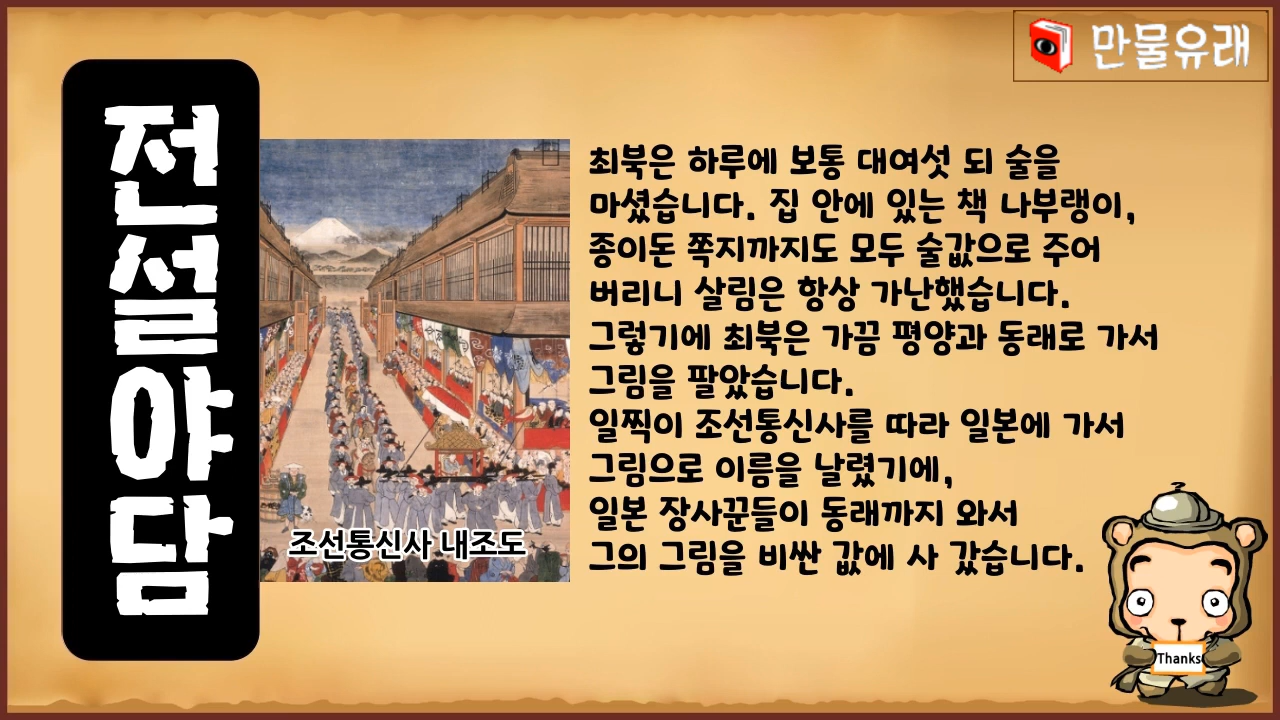 만물유래
전설야담
최북은 하루에 보통 대여섯 되 술을
마셨습니다. 집 안에 있는 책 나부랭이,
종이돈 쪽지까지도 모두 술값으로 주어
버리니 살림은 항상 가난했습니다.
그렇기에 최북은 가끔 평양과 동래로 가서
그림을 팔았습니다.
일찍이 조선통신사를 따라 일본에 가서
그림으로 이름을 날렸기에,
일본 장사꾼들이 동래까지 와서
그의 그림을 비싼 값에 사 갔습니다.
조선통신사 내조도
Thanks